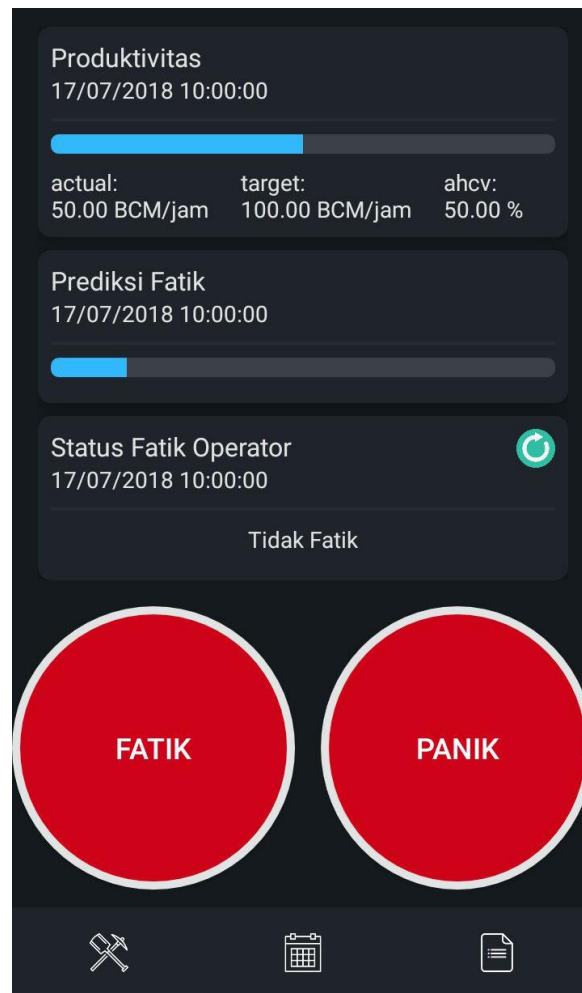 Produktivitas
17/07/2018 10:00:00
actual: target: ahcv:
50.00 BCM/jam 100.00 BCM/jam 50.00 %
Prediksi Fatik
17/07/2018 10:00:00
Status Fatik Operator
17/07/2018 10:00:00
Tidak Fatik
FATIK PANIK